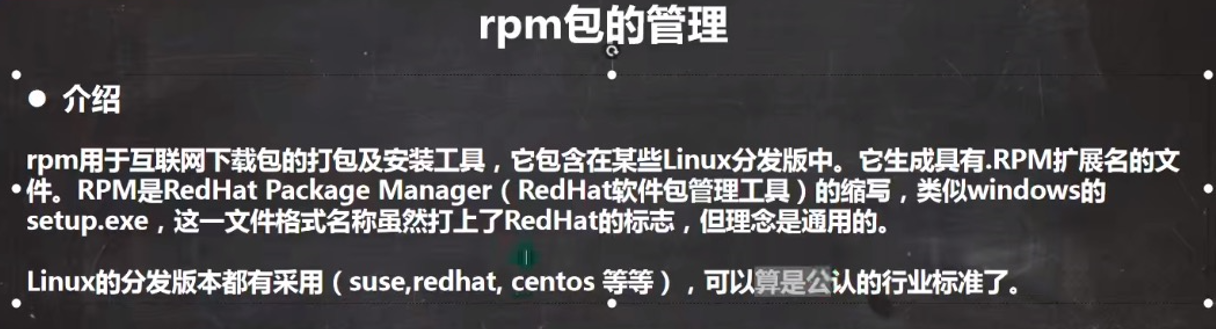 rpm包的管理
● 介绍
rpm用于互联网下载包的打包及安装工具，它包含在某些Linux分发版中。它生成具有.RPM扩展名的文
件。RPM是RedHat Package Manager（RedHat软件包管理工具）的缩写，类似windows的
setup.exe，这一文件格式名称虽然打上了RedHat的标志，但理念是通用的。
Linux的分发版本都有采用（suse,redhat, centos 等等），可以算是公认的行业标准了。